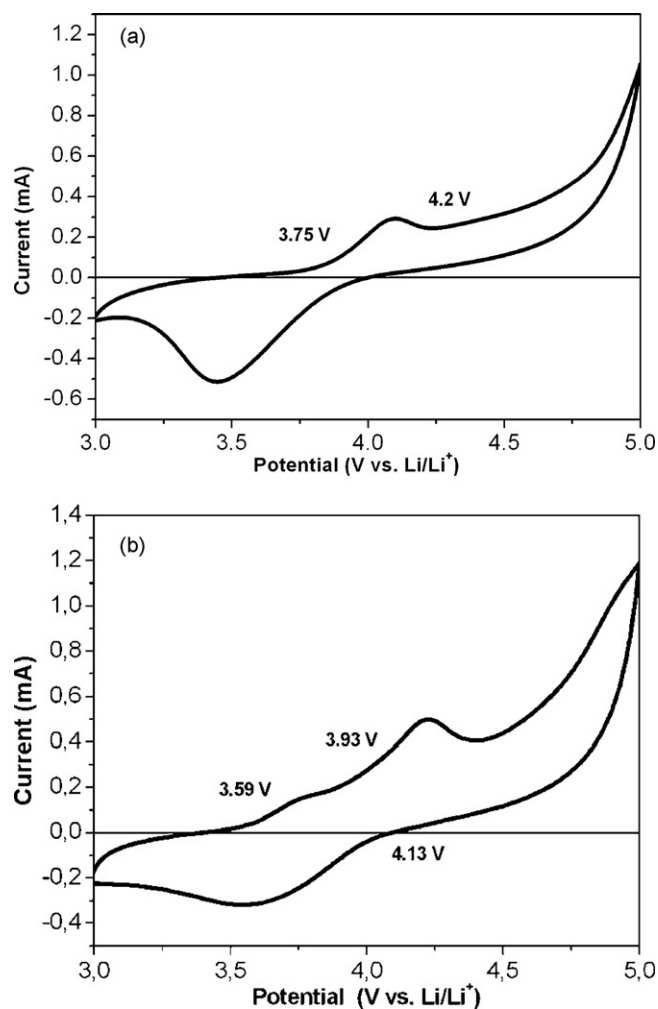 (a)
1.2
1.0
0.8
0.6
0.4
0.2
0.0
-0.2
-0.4
-0.6
Current (mA)
3.75 V
4.2 V
3.0 3.5 4.0 4.5 5.0
Potential (V vs. Li/Li⁺)
(b)
1,4
1,2
1,0
0,8
0,6
0,4
0,2
0,0
-0,2
-0,4
Current (mA)
3.59 V
3.93 V
4.13 V
3,0 3,5 4,0 4,5 5,0
Potential (V vs. Li/Li⁺)